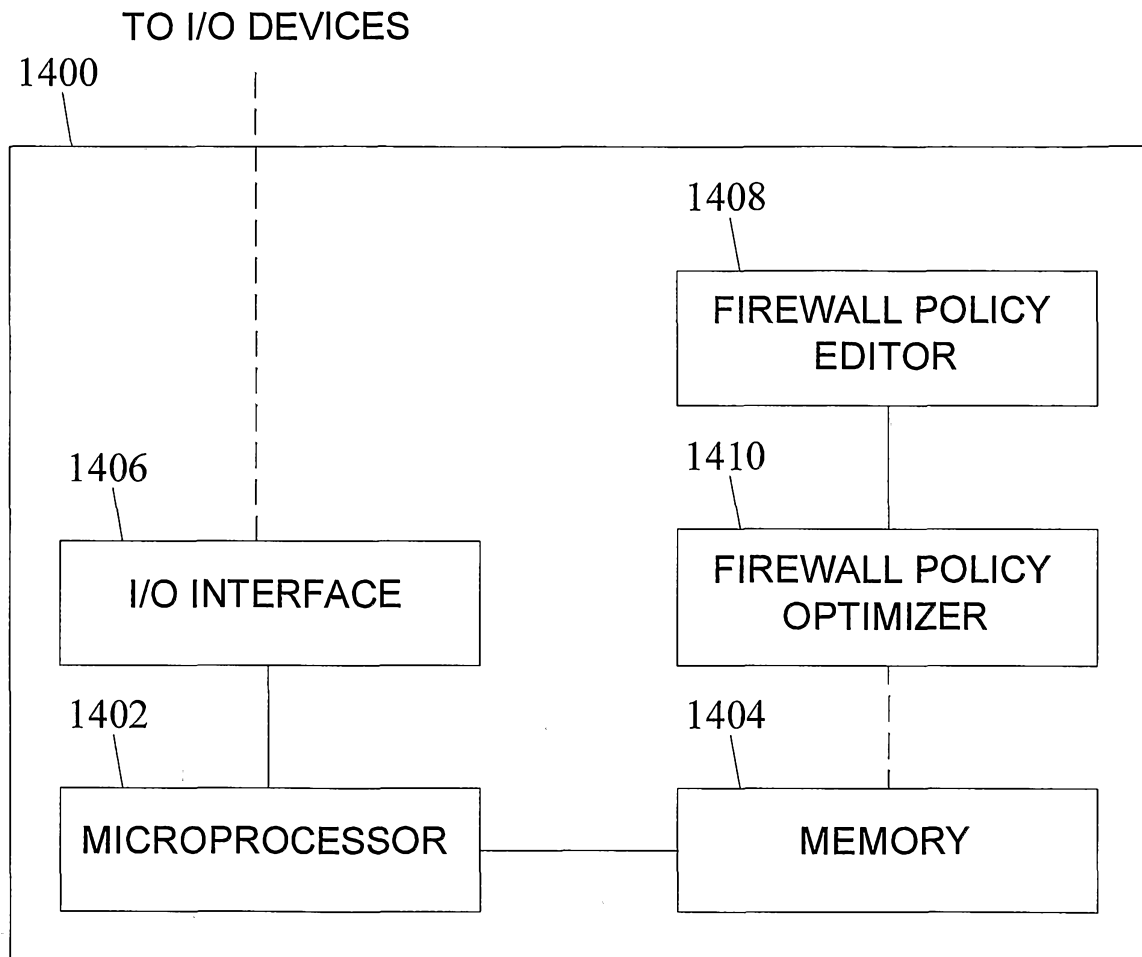 TO I/O DEVICES
1400
1408
FIREWALL POLICY
EDITOR
1406
1410
I/O INTERFACE
FIREWALL POLICY
OPTIMIZER
1402
1404
MICROPROCESSOR
MEMORY